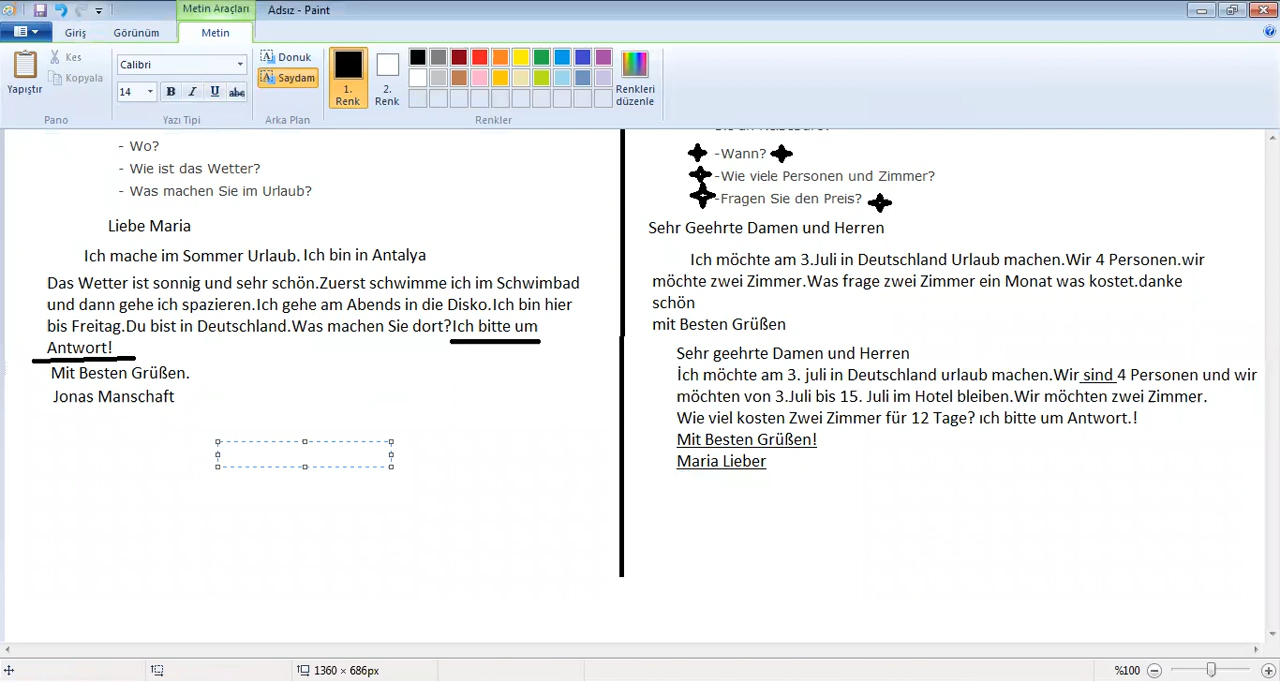 Metin Araçları
Adsız - Paint
Giriş
Görünüm
Metin
Yapıştır
Kes
Kopyala
Pano
Calibri
14
B I U abc
Yazı Tipi
Donuk
Saydam
Arka Plan
1.
Renk
2.
Renk
Renkleri
düzenle
Renkler
- Wo?
- Wie ist das Wetter?
- Was machen Sie im Urlaub?
Liebe Maria
Ich mache im Sommer Urlaub. Ich bin in Antalya
Das Wetter ist sonnig und sehr schön.Zuerst schwimme ich im Schwimbad
und dann gehe ich spazieren.Ich gehe am Abends in die Disko.Ich bin hier
bis Freitag.Du bist in Deutschland.Was machen Sie dort?Ich bitte um
Antwort!
Mit Besten Grüßen.
Jonas Manschaft
-Wann?
-Wie viele Personen und Zimmer?
-Fragen Sie den Preis?
Sehr Geehrte Damen und Herren
Ich möchte am 3.Juli in Deutschland Urlaub machen.Wir 4 Personen.wir
möchte zwei Zimmer.Was frage zwei Zimmer ein Monat was kostet.danke
schön
mit Besten Grüßen
Sehr geehrte Damen und Herren
İch möchte am 3. juli in Deutschland urlaub machen.Wir sind 4 Personen und wir
möchten von 3.Juli bis 15. Juli im Hotel bleiben.Wir möchten zwei Zimmer.
Wie viel kosten Zwei Zimmer für 12 Tage? ıch bitte um Antwort.!
Mit Besten Grüßen!
Maria Lieber
1360 × 686px
%100